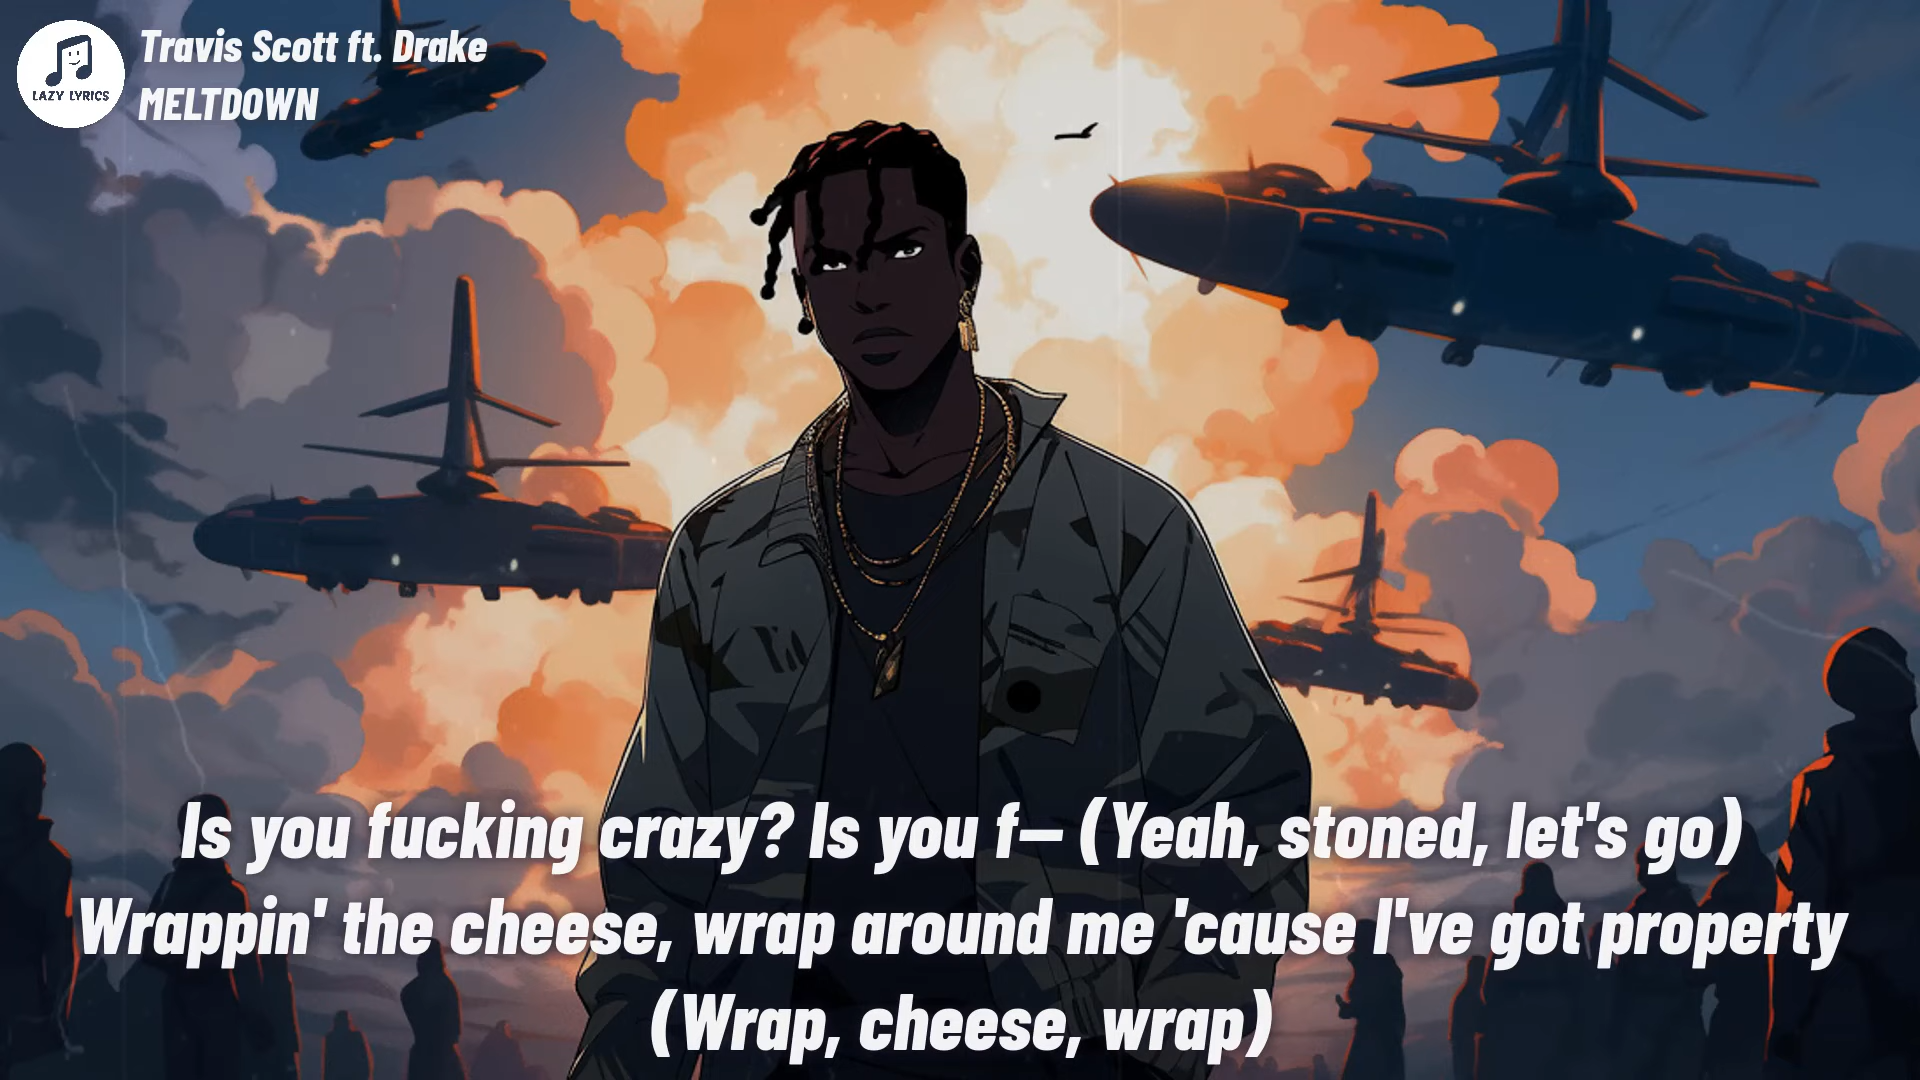 LAZY LYRICS
Travis Scott ft. Drake
MELTDOWN
Is you fucking crazy? Is you f— (Yeah, stoned, let's go)
Wrappin' the cheese, wrap around me 'cause I've got property
(Wrap, cheese, wrap)